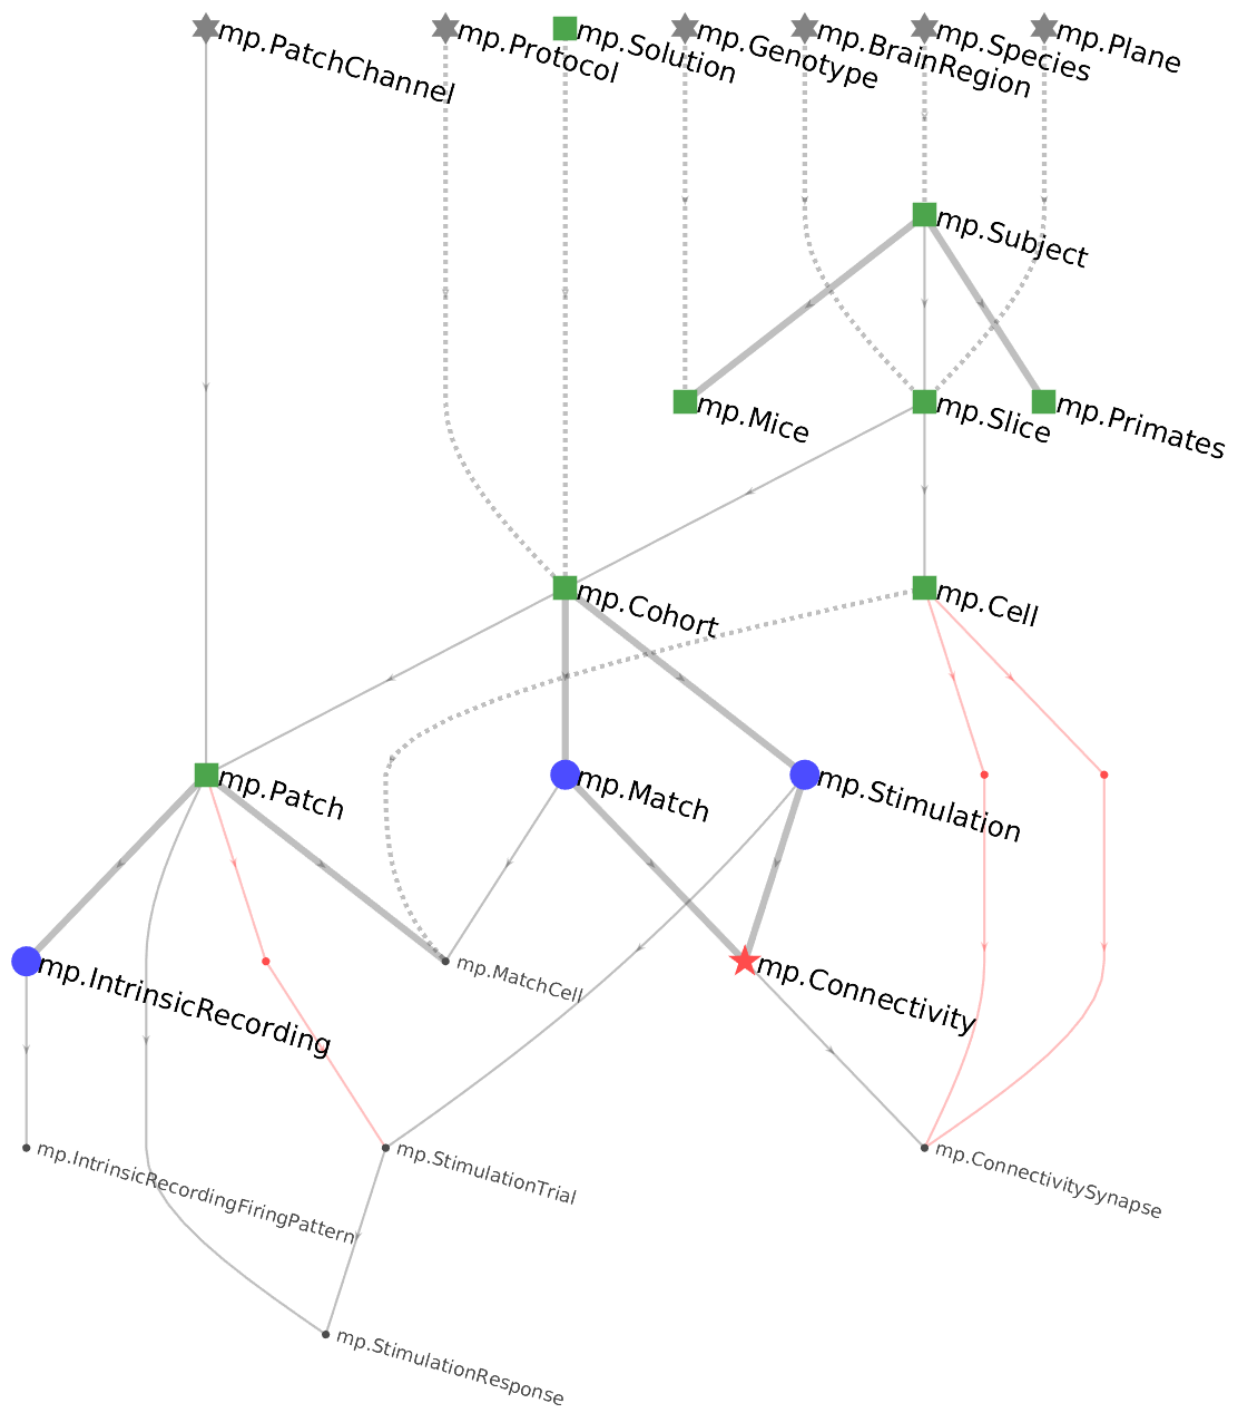 mp.PatchChannel
mp.Protocol
mp.Solution
mp.Genotype
mp.BrainRegion
mp.Species
mp.Plane
mp.Subject
mp.Mice
mp.Slice
mp.Primates
mp.Cohort
mp.Cell
mp.Patch
mp.Match
mp.Stimulation
mp.IntrinsicRecording
mp.MatchCell
mp.Connectivity
mp.IntrinsicRecordingFiringPattern
mp.StimulationTrial
mp.ConnectivitySynapse
mp.StimulationResponse